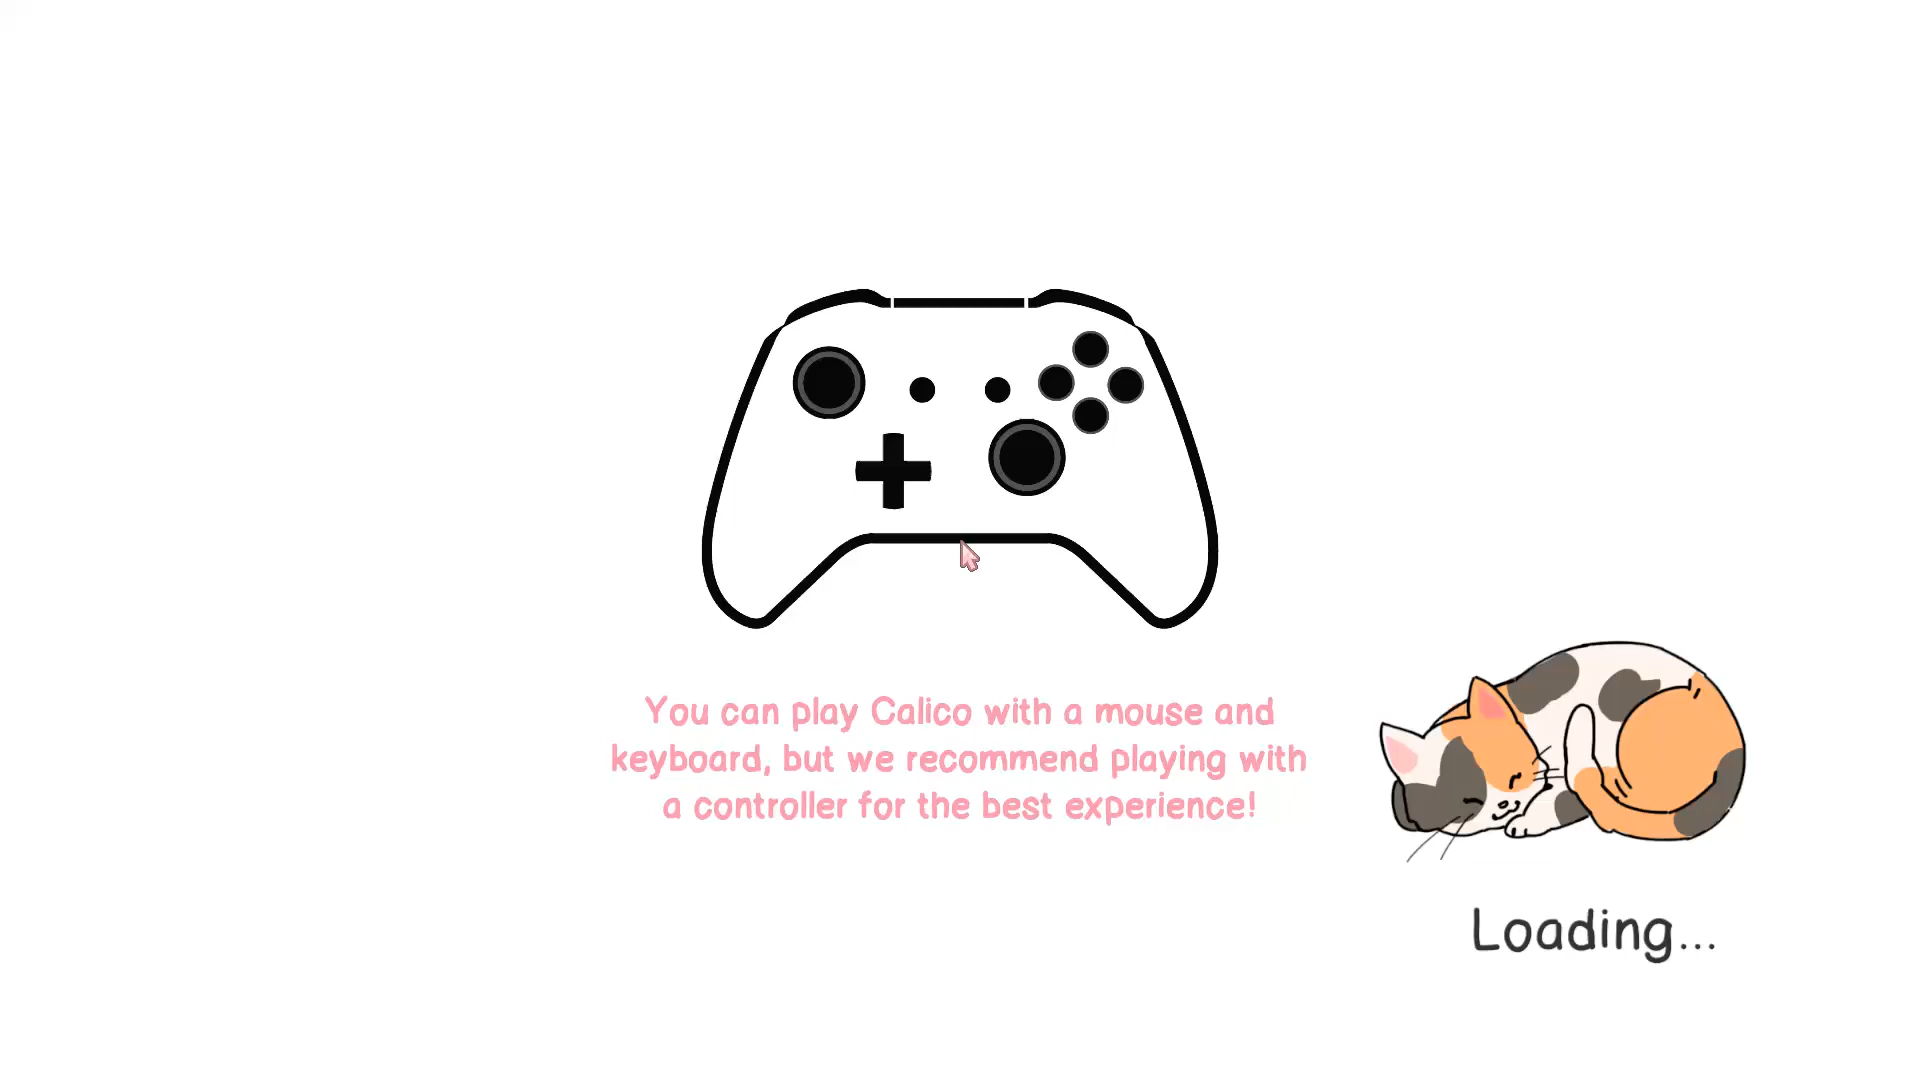 You can play Calico with a mouse and
keyboard, but we recommend playing with
a controller for the best experience!
Loading...